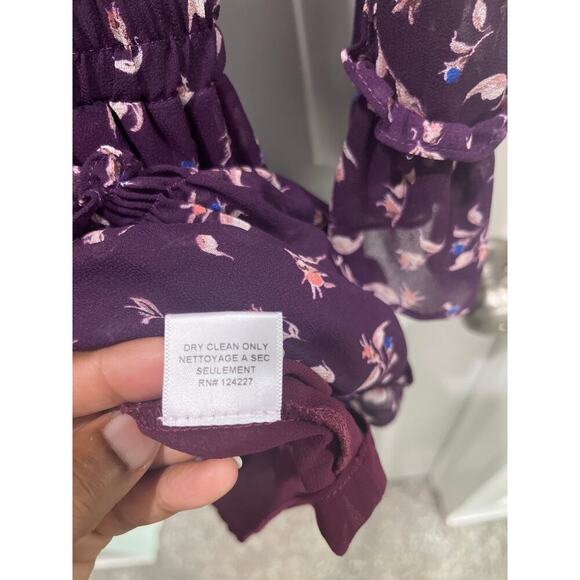 DRY CLEAN ONLY
NETTOYAGE A SEC
SEULEMENT
RN# 124227